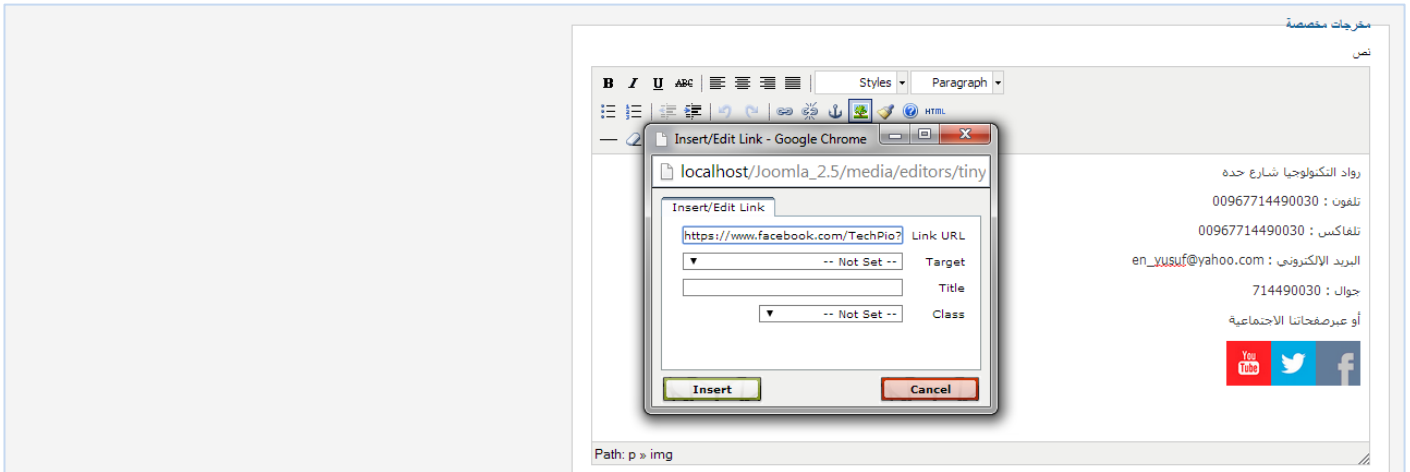 مخرجات مخصصة
نص
B I U ABC Styles Paragraph
HTML
Insert/Edit Link - Google Chrome
localhost/Joomla_2.5/media/editors/tiny
Insert/Edit Link
https://www.facebook.com/TechPio? Link URL
-- Not Set -- Target
Title
-- Not Set -- Class
Insert Cancel
رواد التكنولوجيا شارع حده
تلفون : 00967714490030
تلفاكس : 00967714490030
البريد الإلكتروني : en_yusuf@yahoo.com
جوال : 714490030
أو عبرصفحاتنا الاجتماعية
You Tube
Path: p » img